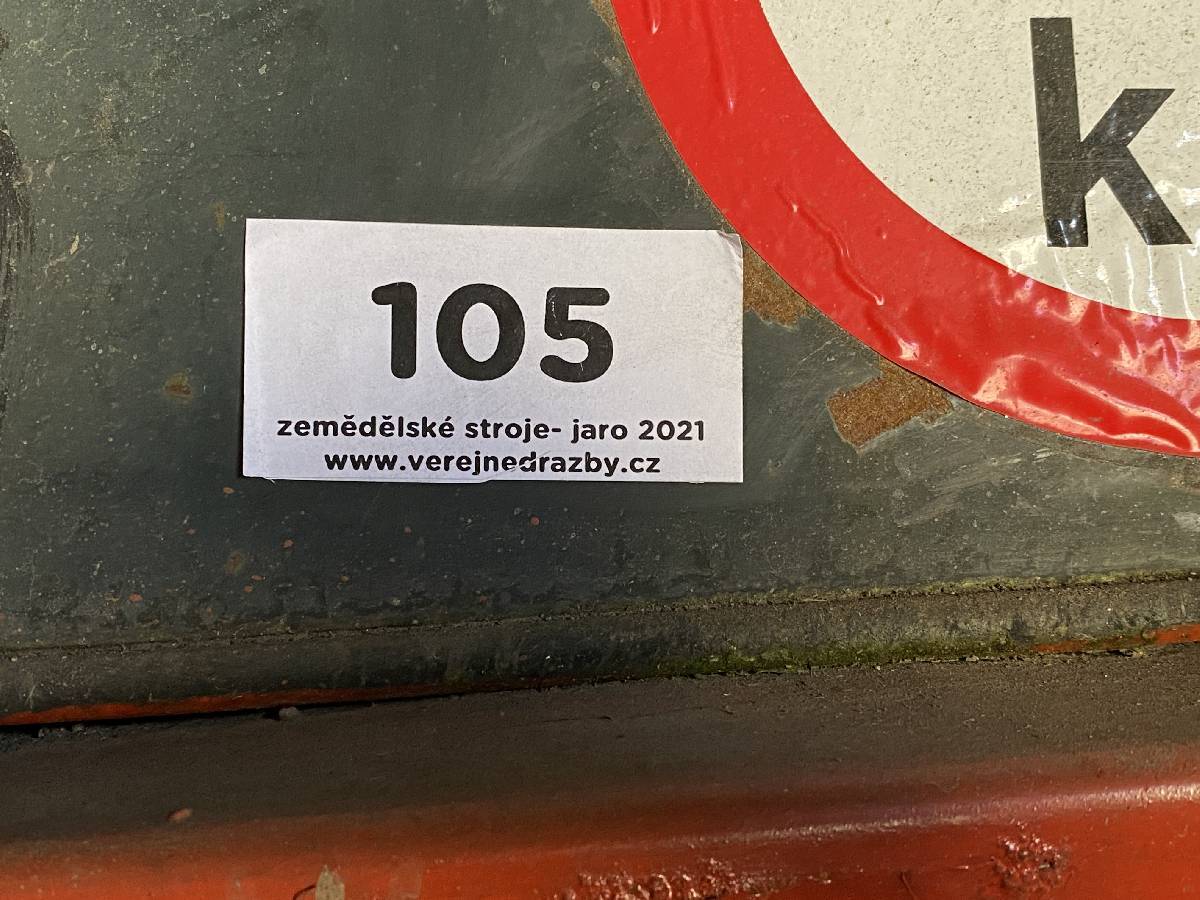 k
105
zemědělské stroje- jaro 2021
www.verejnedrazby.cz